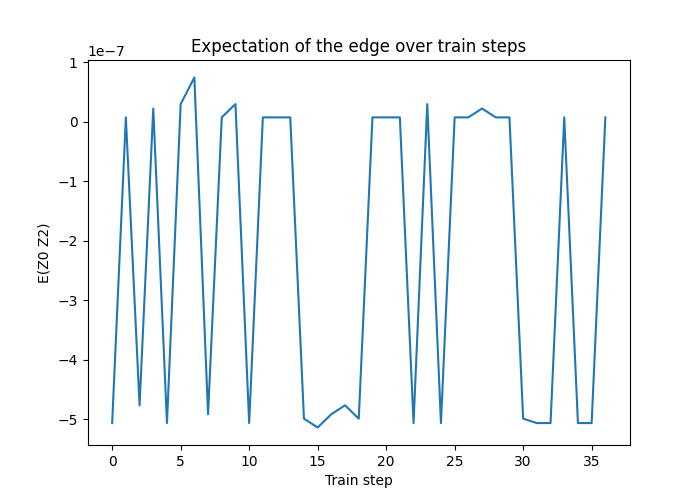 Expectation of the edge over train steps
1e−7
1
0
−1
−2
−3
−4
−5
E(Z0 Z2)
0 5 10 15 20 25 30 35
Train step